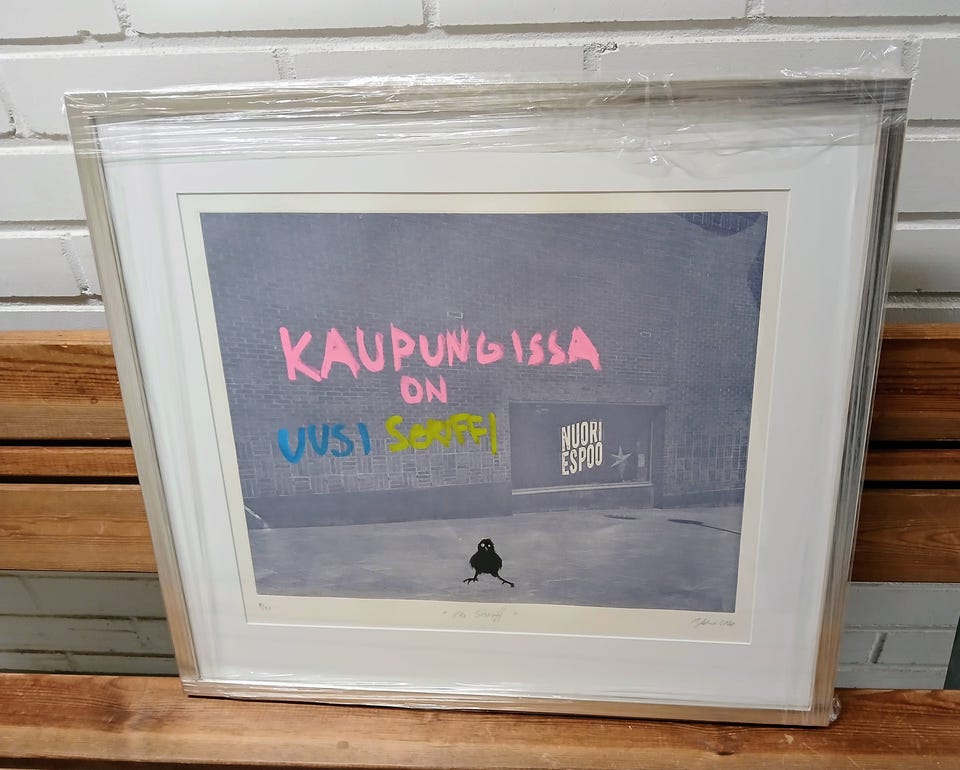 KAUPUNGISSA
ON
UUSI SERIFFI
NUORI
ESPOO